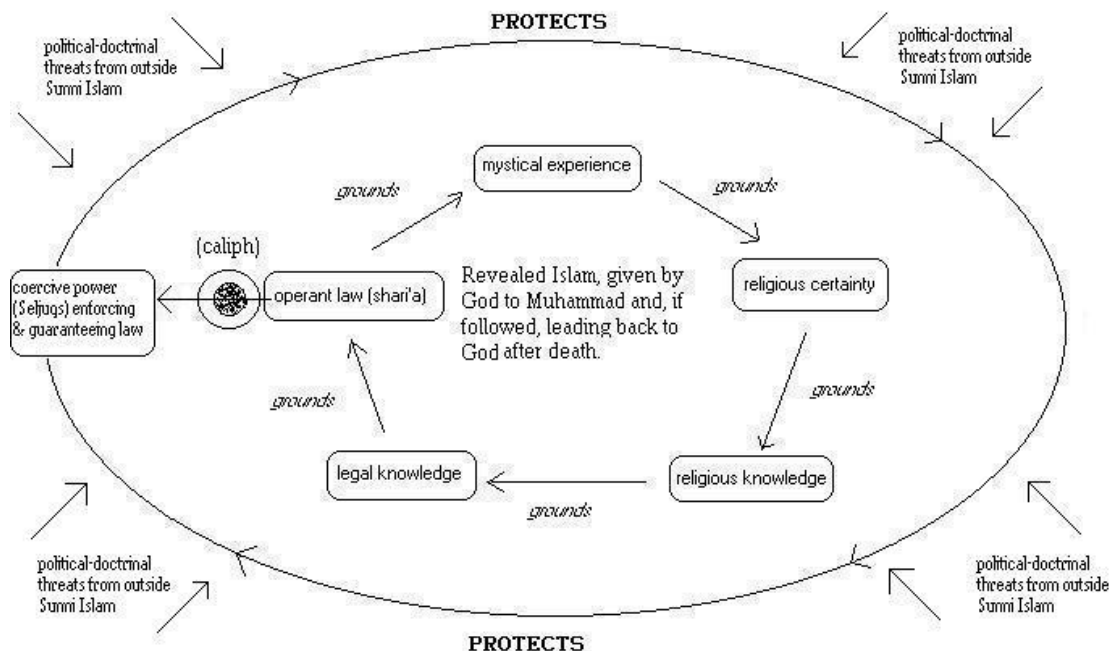 PROTECTS
political-doctrinal
threats from outside
Sunni Islam
political-doctrinal
threats from outside
Sunni Islam
mystical experience
grounds
grounds
(caliph)
coercive power
(Seljuqs) enforcing
& guaranteeing law
operant law (shari'a)
Revealed Islam, given by
God to Muhammad and, if
followed, leading back to
God after death.
religious certainty
grounds
grounds
legal knowledge
religious knowledge
grounds
political-doctrinal
threats from outside
Sunni Islam
political-doctrinal
threats from outside
Sunni Islam
PROTECTS